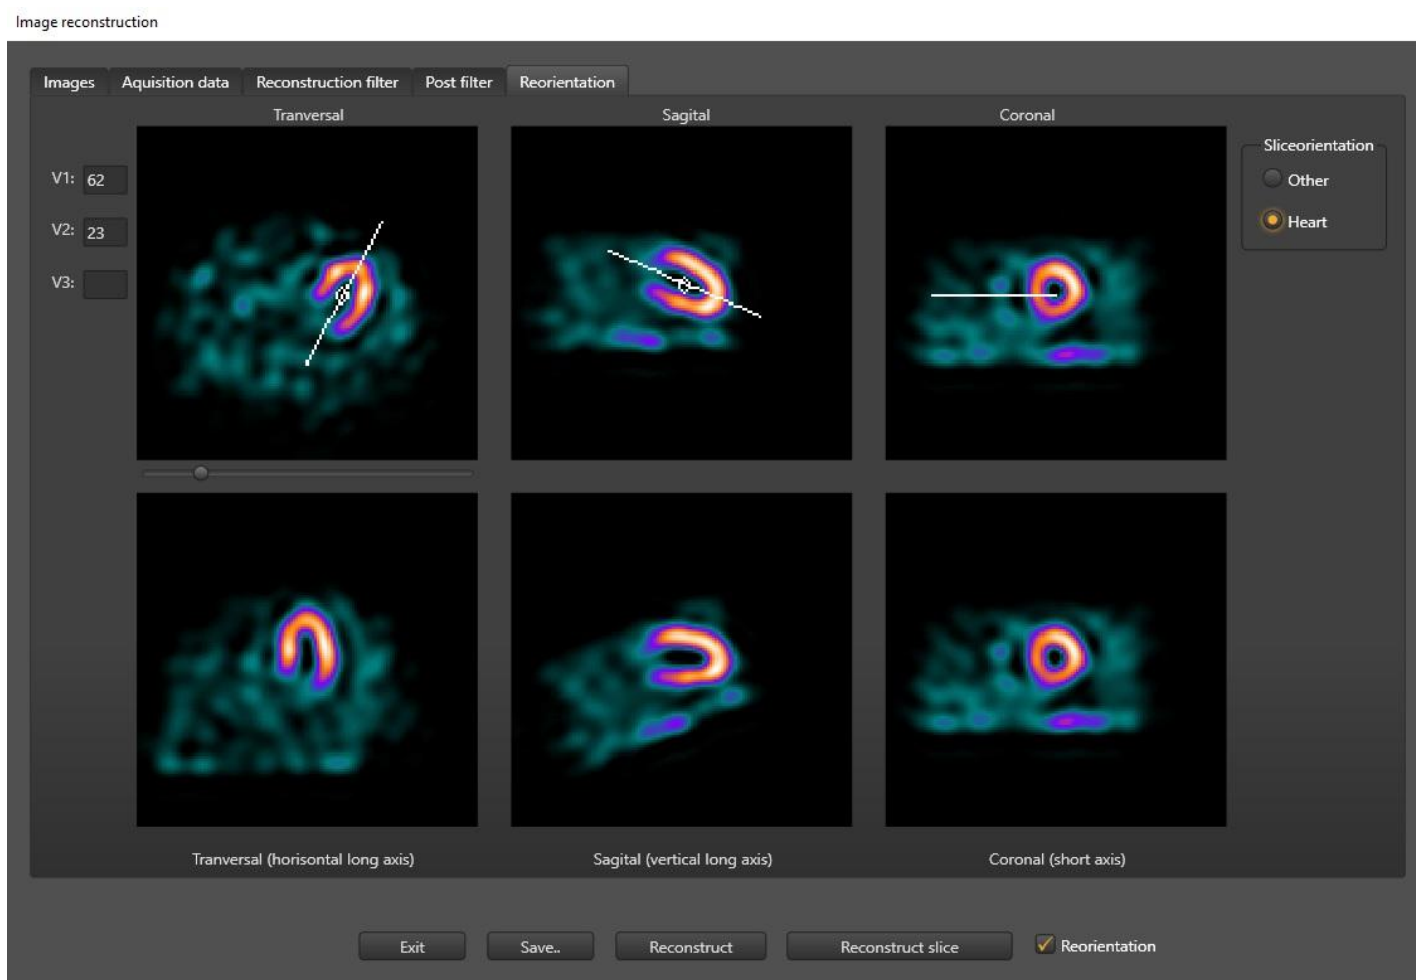 Image reconstruction
Images Aquisition data Reconstruction filter Post filter Reorientation
Tranversal Sagital Coronal
Sliceorientation
V1: 62
Other
V2: 23
Heart
V3:
Tranversal (horisontal long axis) Sagital (vertical long axis) Coronal (short axis)
Exit Save.. Reconstruct Reconstruct slice Reorientation